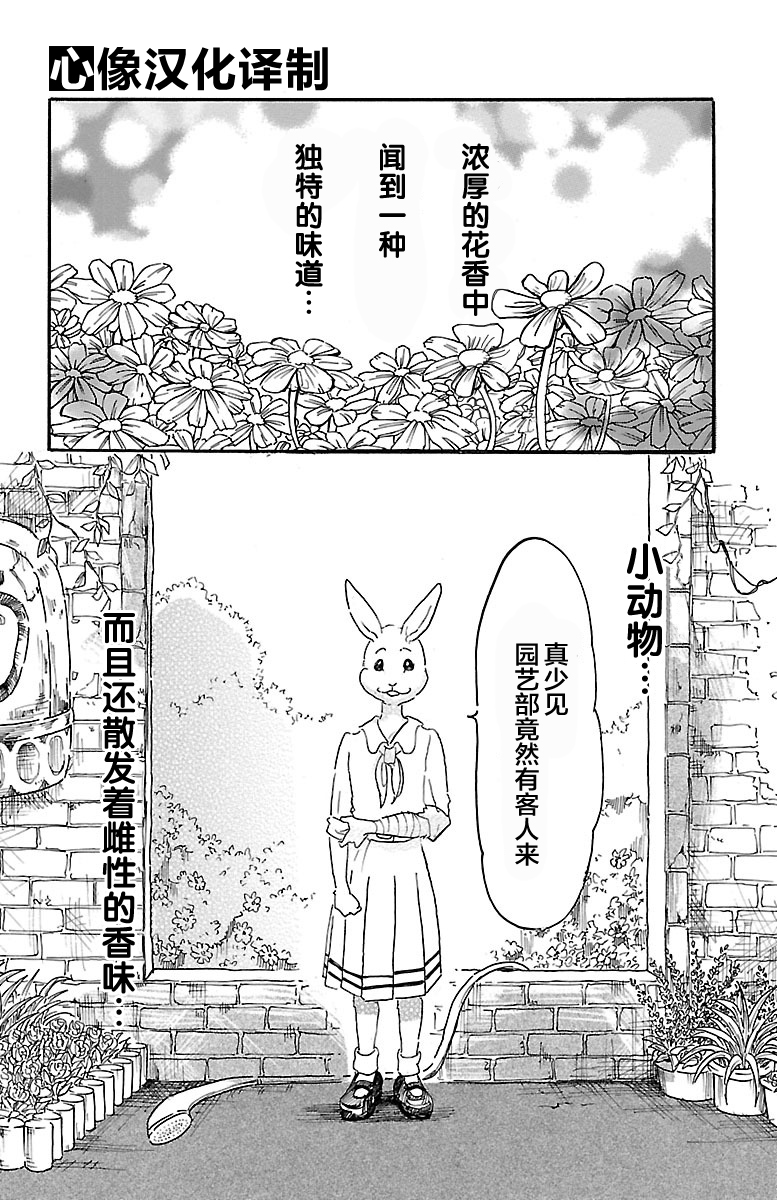 心像汉化译制
浓厚的花香中
闻到一种
独特的味道…
小动物…
真少见
园艺部竟然有客人来
而且还散发着雌性的香味…